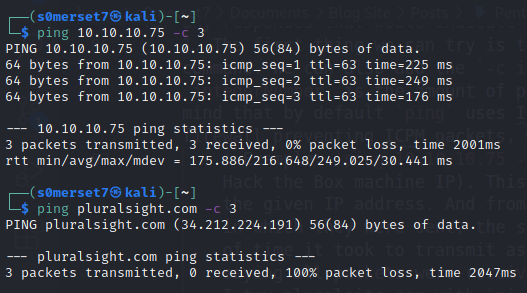 ┌──(s0merset7㉿kali)-[~]
└─$ ping 10.10.10.75 -c 3
PING 10.10.10.75 (10.10.10.75) 56(84) bytes of data.
64 bytes from 10.10.10.75: icmp_seq=1 ttl=63 time=225 ms
64 bytes from 10.10.10.75: icmp_seq=2 ttl=63 time=249 ms
64 bytes from 10.10.10.75: icmp_seq=3 ttl=63 time=176 ms

--- 10.10.10.75 ping statistics ---
3 packets transmitted, 3 received, 0% packet loss, time 2001ms
rtt min/avg/max/mdev = 175.886/216.648/249.025/30.441 ms

┌──(s0merset7㉿kali)-[~]
└─$ ping pluralsight.com -c 3
PING pluralsight.com (34.212.224.191) 56(84) bytes of data.

--- pluralsight.com ping statistics ---
3 packets transmitted, 0 received, 100% packet loss, time 2047ms